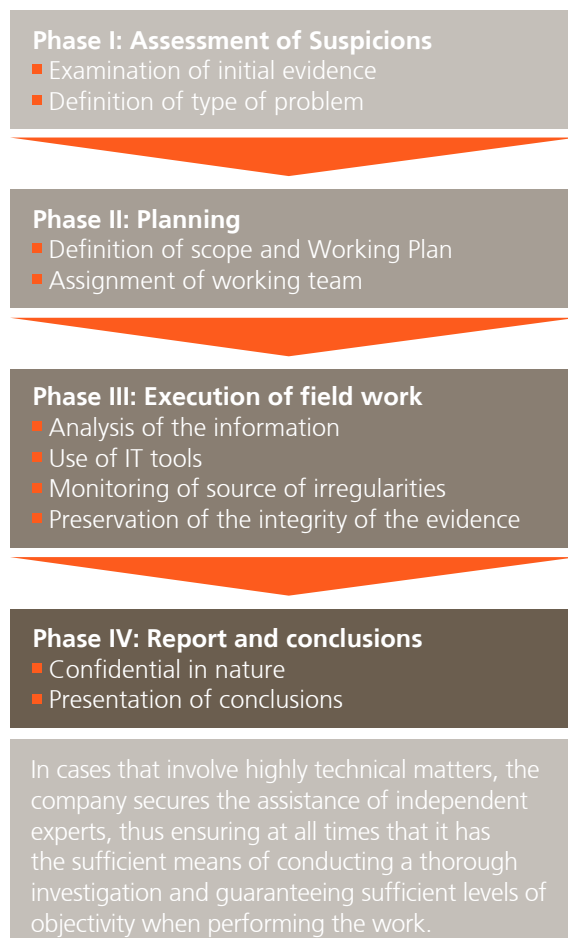 Phase I: Assessment of Suspicions
Examination of initial evidence
Definition of type of problem
Phase II: Planning
Definition of scope and Working Plan
Assignment of working team
Phase III: Execution of field work
Analysis of the information
Use of IT tools
Monitoring of source of irregularities
Preservation of the integrity of the evidence
Phase IV: Report and conclusions
Confidential in nature
Presentation of conclusions
In cases that involve highly technical matters, the
company secures the assistance of independent
experts, thus ensuring at all times that it has
the sufficient means of conducting a thorough
investigation and guaranteeing sufficient levels of
objectivity when performing the work.